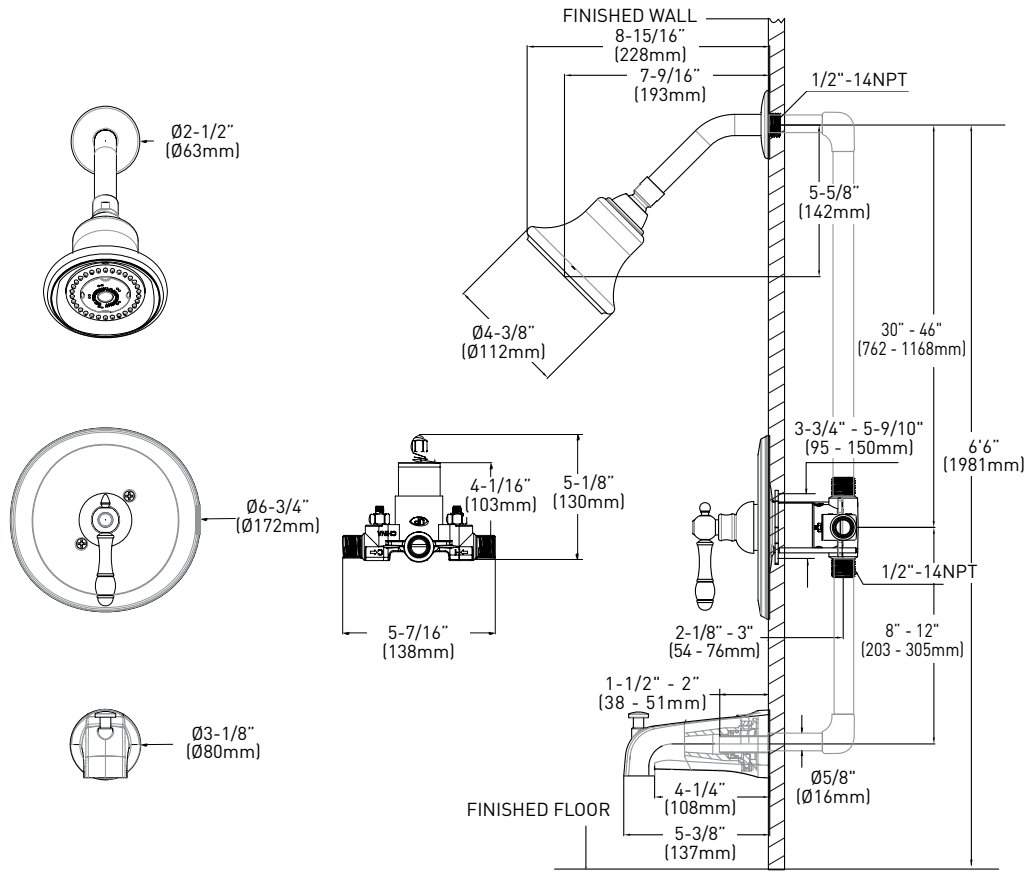 FINISHED WALL
8-15/16”
(228mm)
7-9/16”
(193mm)
1/2"-14NPT
Ø2-1/2”
(Ø63mm)
5-5/8”
(142mm)
Ø4-3/8”
(Ø112mm)
30” - 46"
(762 - 1168mm)
3-3/4" - 5-9/10"
(95 - 150mm)
6'6”
(1981mm)
4-1/16”
(103mm)
5-1/8”
(130mm)
Ø6-3/4”
(Ø172mm)
CHINA
1/2"-14NPT
5-7/16”
(138mm)
2-1/8” - 3"
(54 - 76mm)
8” - 12"
(203 - 305mm)
1-1/2" - 2”
(38 - 51mm)
Ø3-1/8”
(Ø80mm)
Ø5/8"
(Ø16mm)
4-1/4”
(108mm)
FINISHED FLOOR
5-3/8”
(137mm)